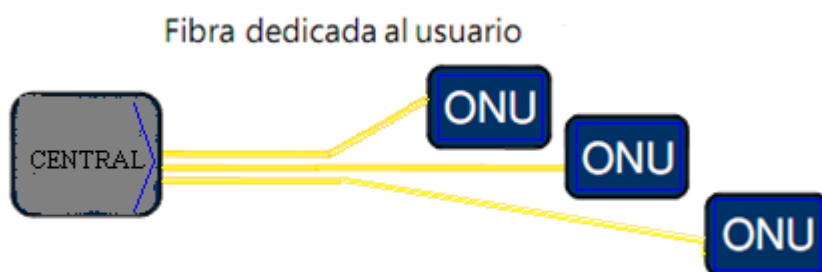 Fibra dedicada al usuario
ONU
CENTRAL
ONU
ONU